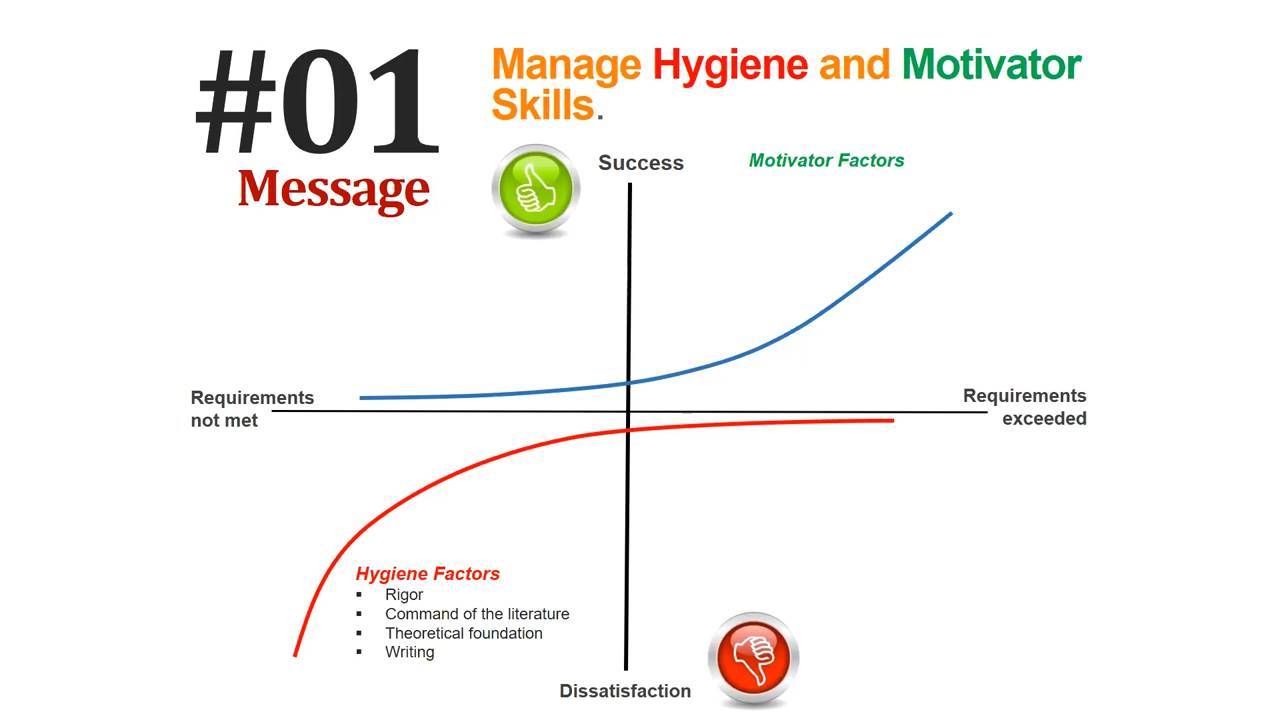 #01
Message
Manage Hygiene and Motivator
Skills.
Success
Motivator Factors
Requirements
not met
Requirements
exceeded
Hygiene Factors
▪ Rigor
▪ Command of the literature
▪ Theoretical foundation
▪ Writing
Dissatisfaction